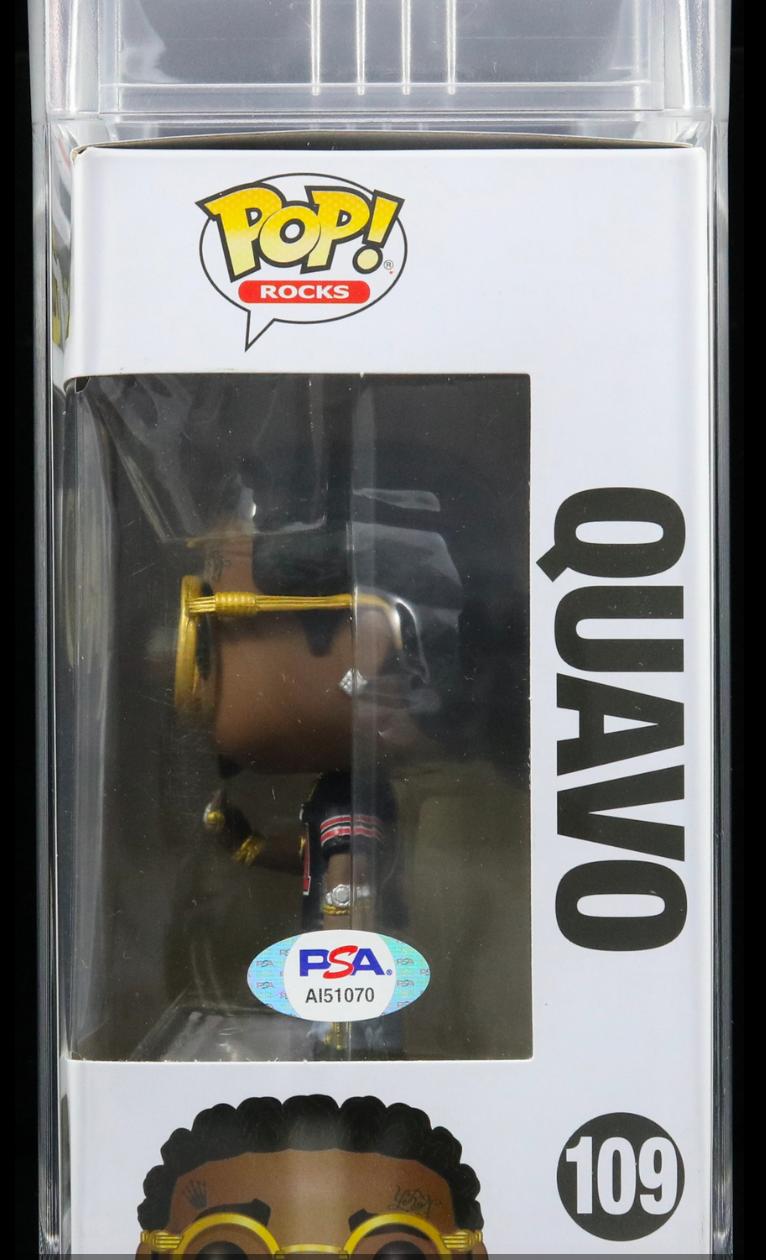 POP!
ROCKS
QUAVO
PSA
AI51070
109